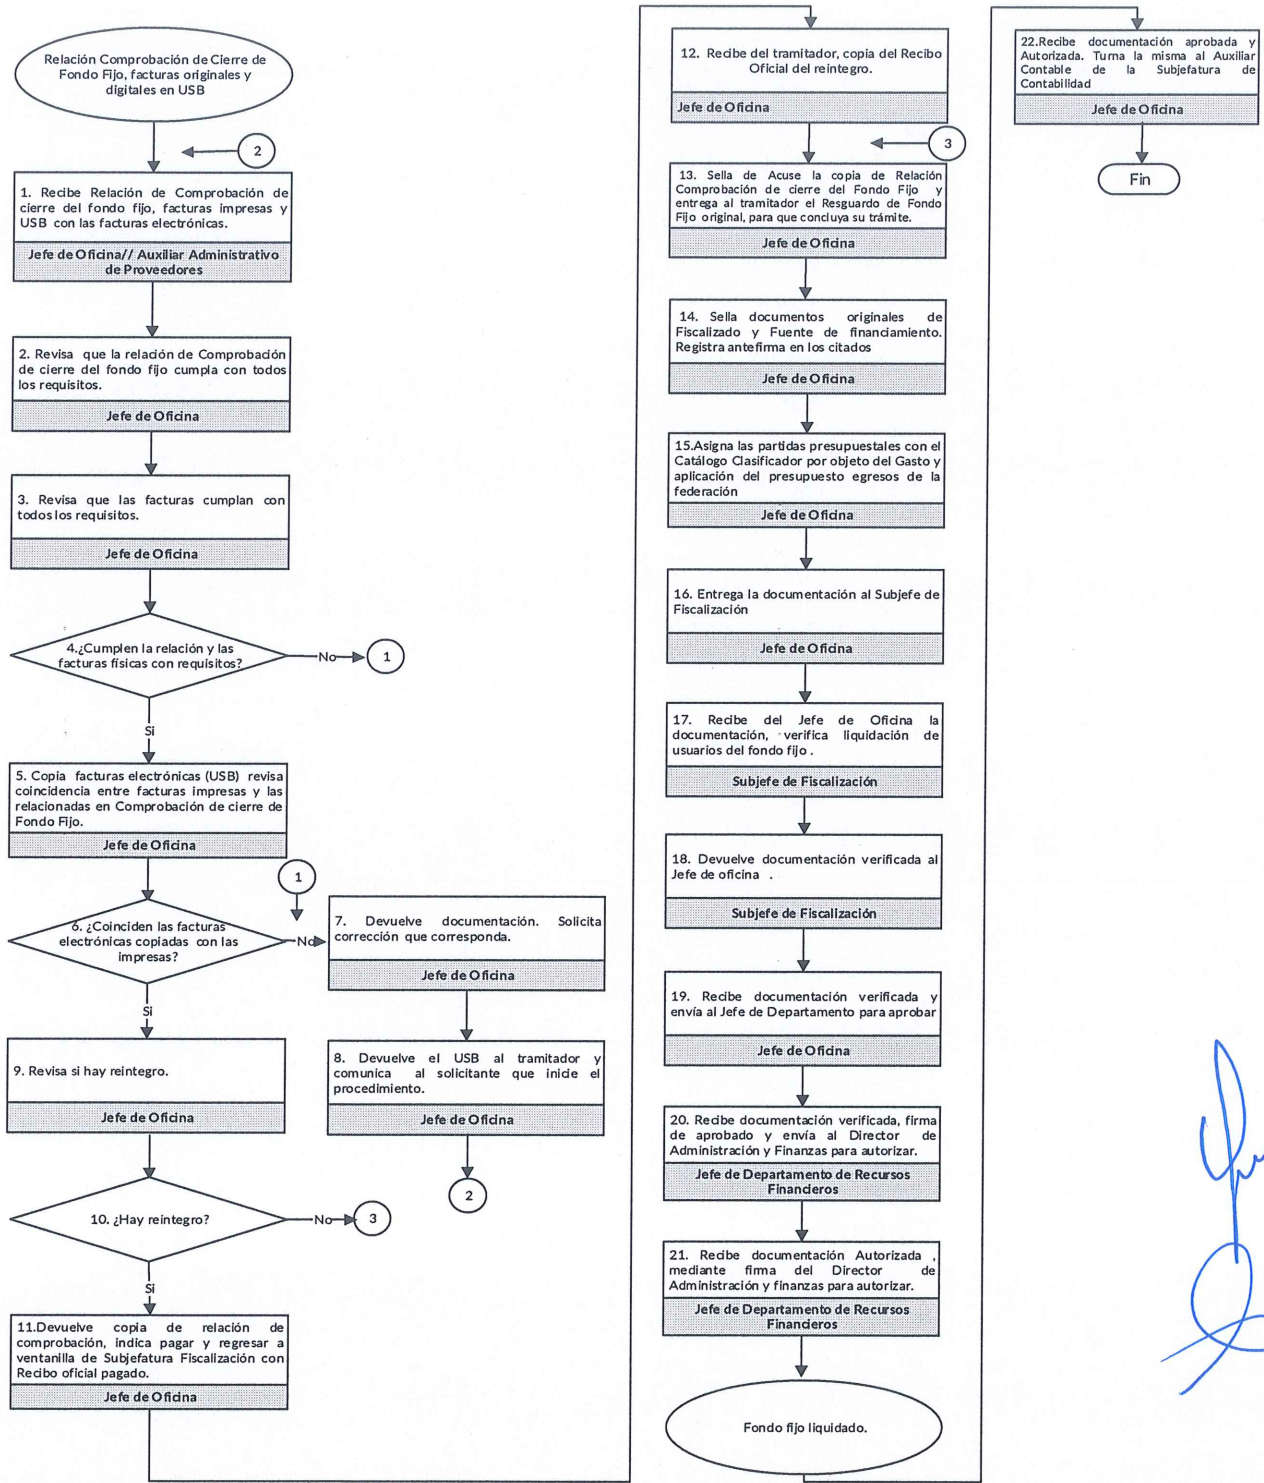 Relación Comprobación de Cierre de
Fondo Fijo, facturas originales y
digitales en USB
2
1. Recibe Relación de Comprobación de
cierre del fondo fijo, facturas impresas y
USB con las facturas electrónicas.
Jefe de Oficina// Auxiliar Administrativo
de Proveedores
2. Revisa que la relación de Comprobación
de cierre del fondo fijo cumpla con todos
los requisitos.
Jefe de Oficina
3. Revisa que las facturas cumplan con
todos los requisitos.
Jefe de Oficina
4.¿Cumplen la relación y las
facturas físicas con requisitos?
No
1
Si
5. Copia facturas electrónicas (USB) revisa
coincidencia entre facturas impresas y las
relacionadas en Comprobación de cierre de
Fondo Fijo.
Jefe de Oficina
1
6. ¿Coinciden las facturas
electrónicas copiadas con las
impresas?
No
7. Devuelve documentación. Solicita
corrección que corresponda.
Jefe de Oficina
8. Devuelve el USB al tramitador y
comunica al solicitante que inicie el
procedimiento.
Jefe de Oficina
2
Si
9. Revisa si hay reintegro.
Jefe de Oficina
10. ¿Hay reintegro?
No
3
Si
11.Devuelve copia de relación de
comprobación, indica pagar y regresar a
ventanilla de Subjefatura Fiscalización con
Recibo oficial pagado.
Jefe de Oficina
12. Recibe del tramitador, copia del Recibo
Oficial del reintegro.
Jefe de Oficina
3
13. Sella de Acuse la copia de Relación
Comprobación de cierre del Fondo Fijo y
entrega al tramitador el Resguardo de Fondo
Fijo original, para que concluya su trámite.
Jefe de Oficina
14. Sella documentos originales de
Fiscalizado y Fuente de financiamiento.
Registra antefirma en los citados
Jefe de Oficina
15.Asigna las partidas presupuestales con el
Catálogo Clasificador por objeto del Gasto y
aplicación del presupuesto egresos de la
federación
Jefe de Oficina
16. Entrega la documentación al Subjefe de
Fiscalización
Jefe de Oficina
17. Recibe del Jefe de Oficina la
documentación, verifica liquidación de
usuarios del fondo fijo .
Subjefe de Fiscalización
18. Devuelve documentación verificada al
Jefe de oficina .
Subjefe de Fiscalización
19. Recibe documentación verificada y
envía al Jefe de Departamento para aprobar
Jefe de Oficina
20. Recibe documentación verificada, firma
de aprobado y envía al Director de
Administración y Finanzas para autorizar.
Jefe de Departamento de Recursos
Financieros
21. Recibe documentación Autorizada ,
mediante firma del Director de
Administración y finanzas para autorizar.
Jefe de Departamento de Recursos
Financieros
Fondo fijo liquidado.
22.Recibe documentación aprobada y
Autorizada. Turna la misma al Auxiliar
Contable de la Subjefatura de
Contabilidad
Jefe de Oficina
Fin